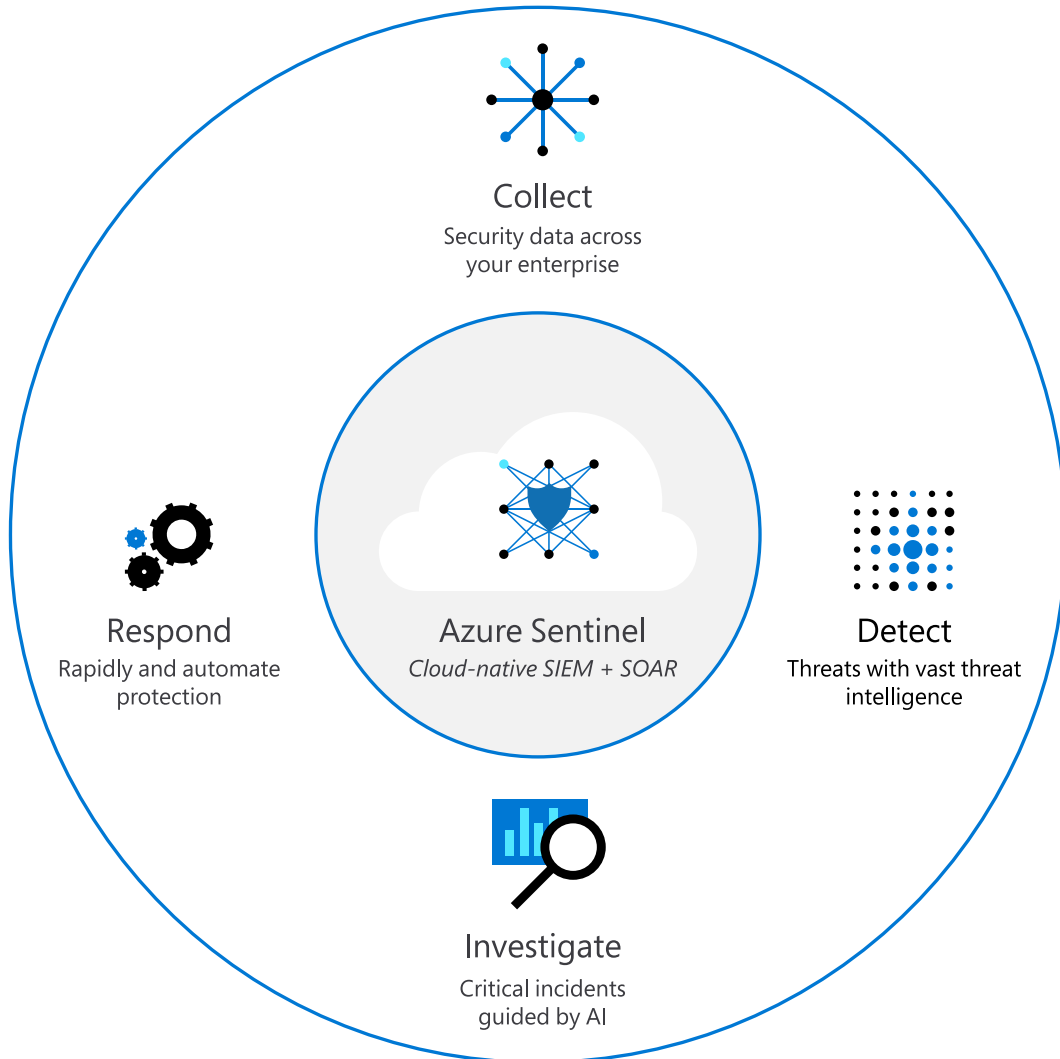 Collect
Security data across
your enterprise
Respond
Rapidly and automate
protection
Azure Sentinel
Cloud-native SIEM + SOAR
Detect
Threats with vast threat
intelligence
Investigate
Critical incidents
guided by AI